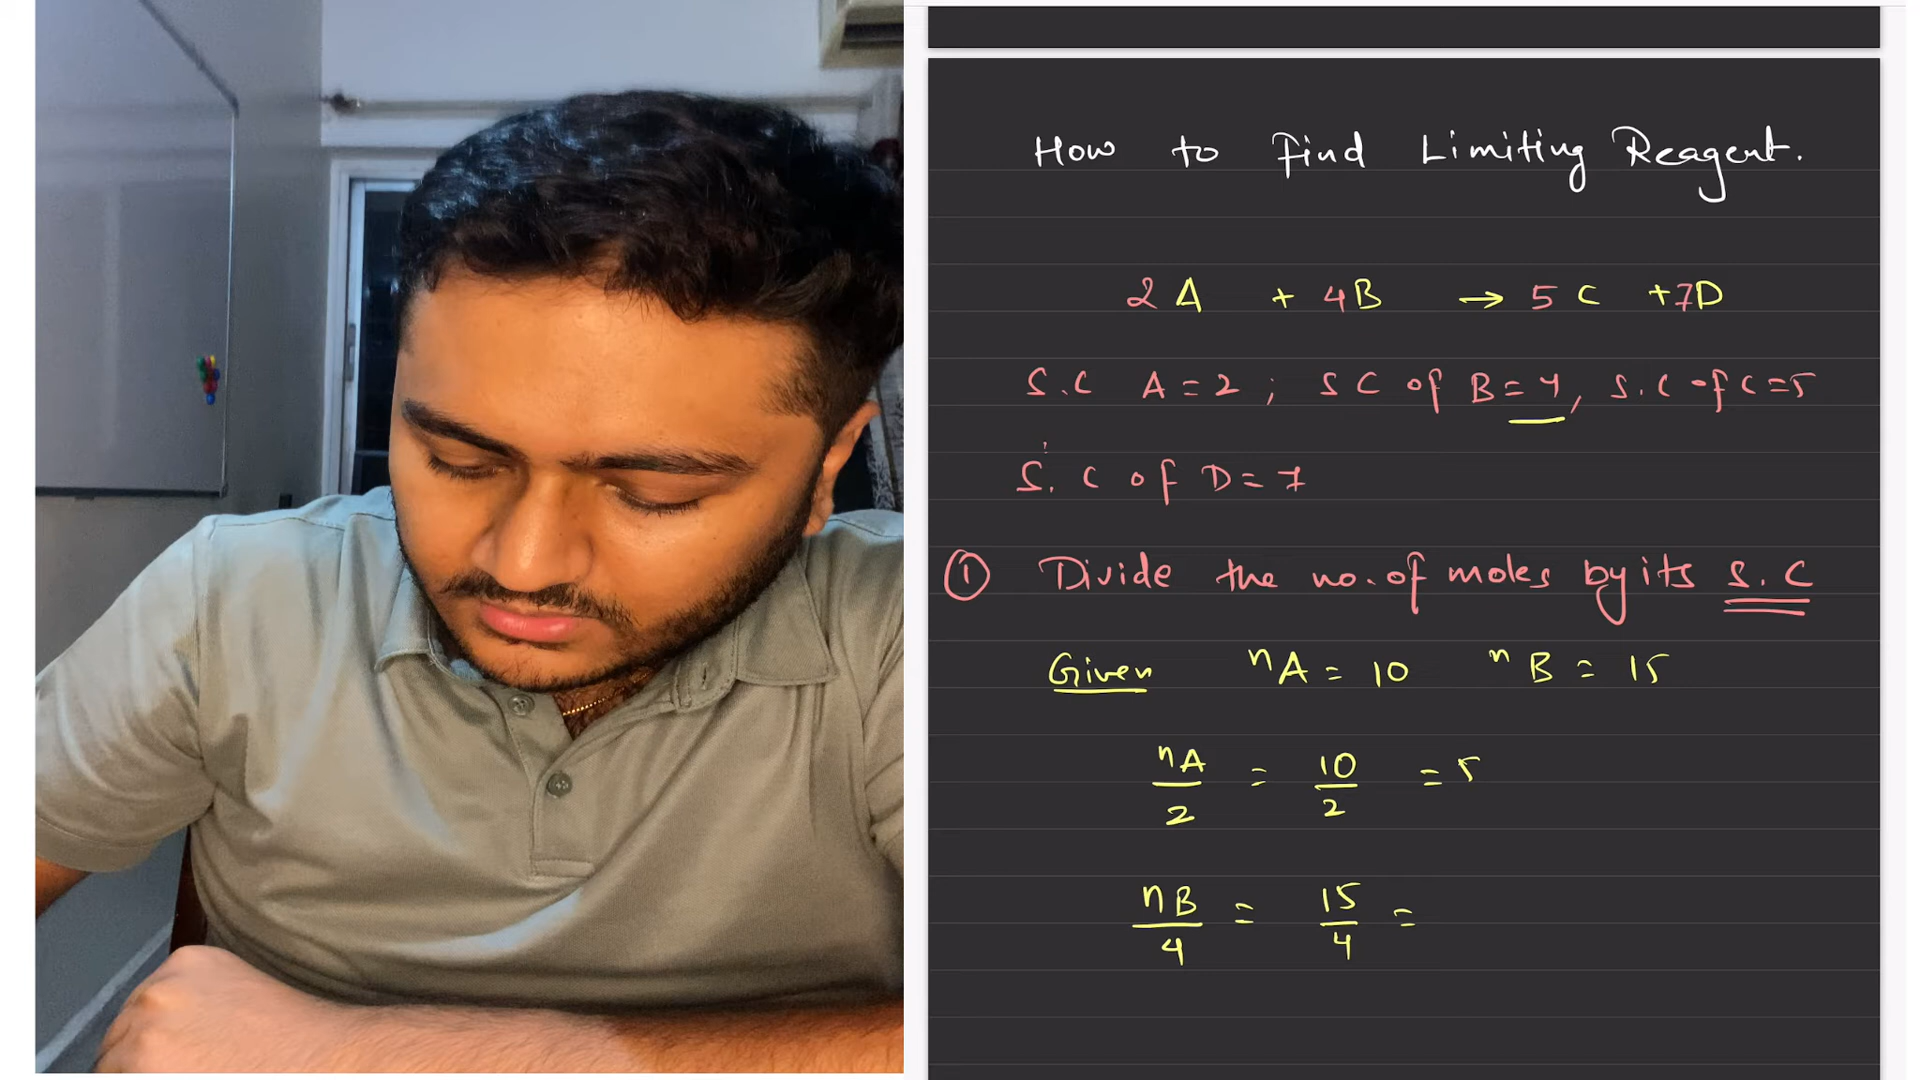 How to find Limiting Reagent.
2A + 4B → 5C + 7D
S.C A = 2 ; SC of B = 4, S.C of C = 5
S.C of D = 7
① Divide the no. of moles by its S.C
Given nA = 10 nB = 15
nA/2 = 10/2 = 5
nB/4 = 15/4 =